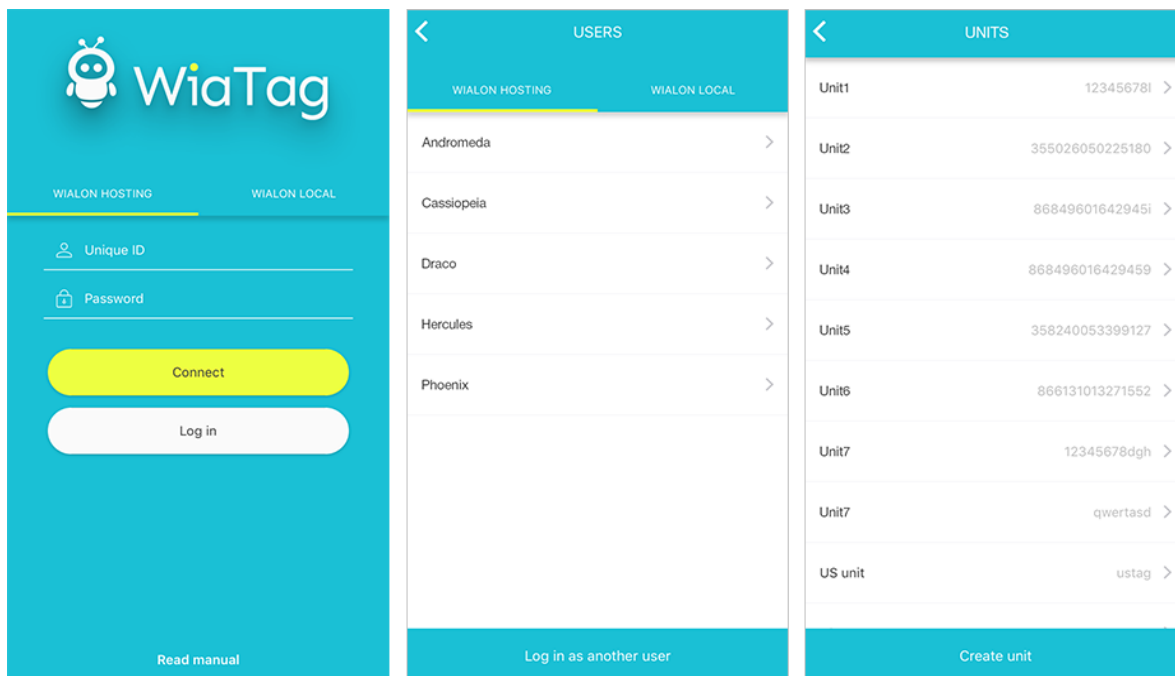 WiaTag
WIALON HOSTING WIALON LOCAL
Unique ID
Password
Connect
Log in
Read manual
USERS
WIALON HOSTING WIALON LOCAL
Andromeda
Cassiopeia
Draco
Hercules
Phoenix
Log in as another user
UNITS
Unit1 12345678l
Unit2 355026050225180
Unit3 86849601642945i
Unit4 868496016429459
Unit5 358240053399127
Unit6 866131013271552
Unit7 12345678dgh
Unit7 qwertasd
US unit ustag
Create unit